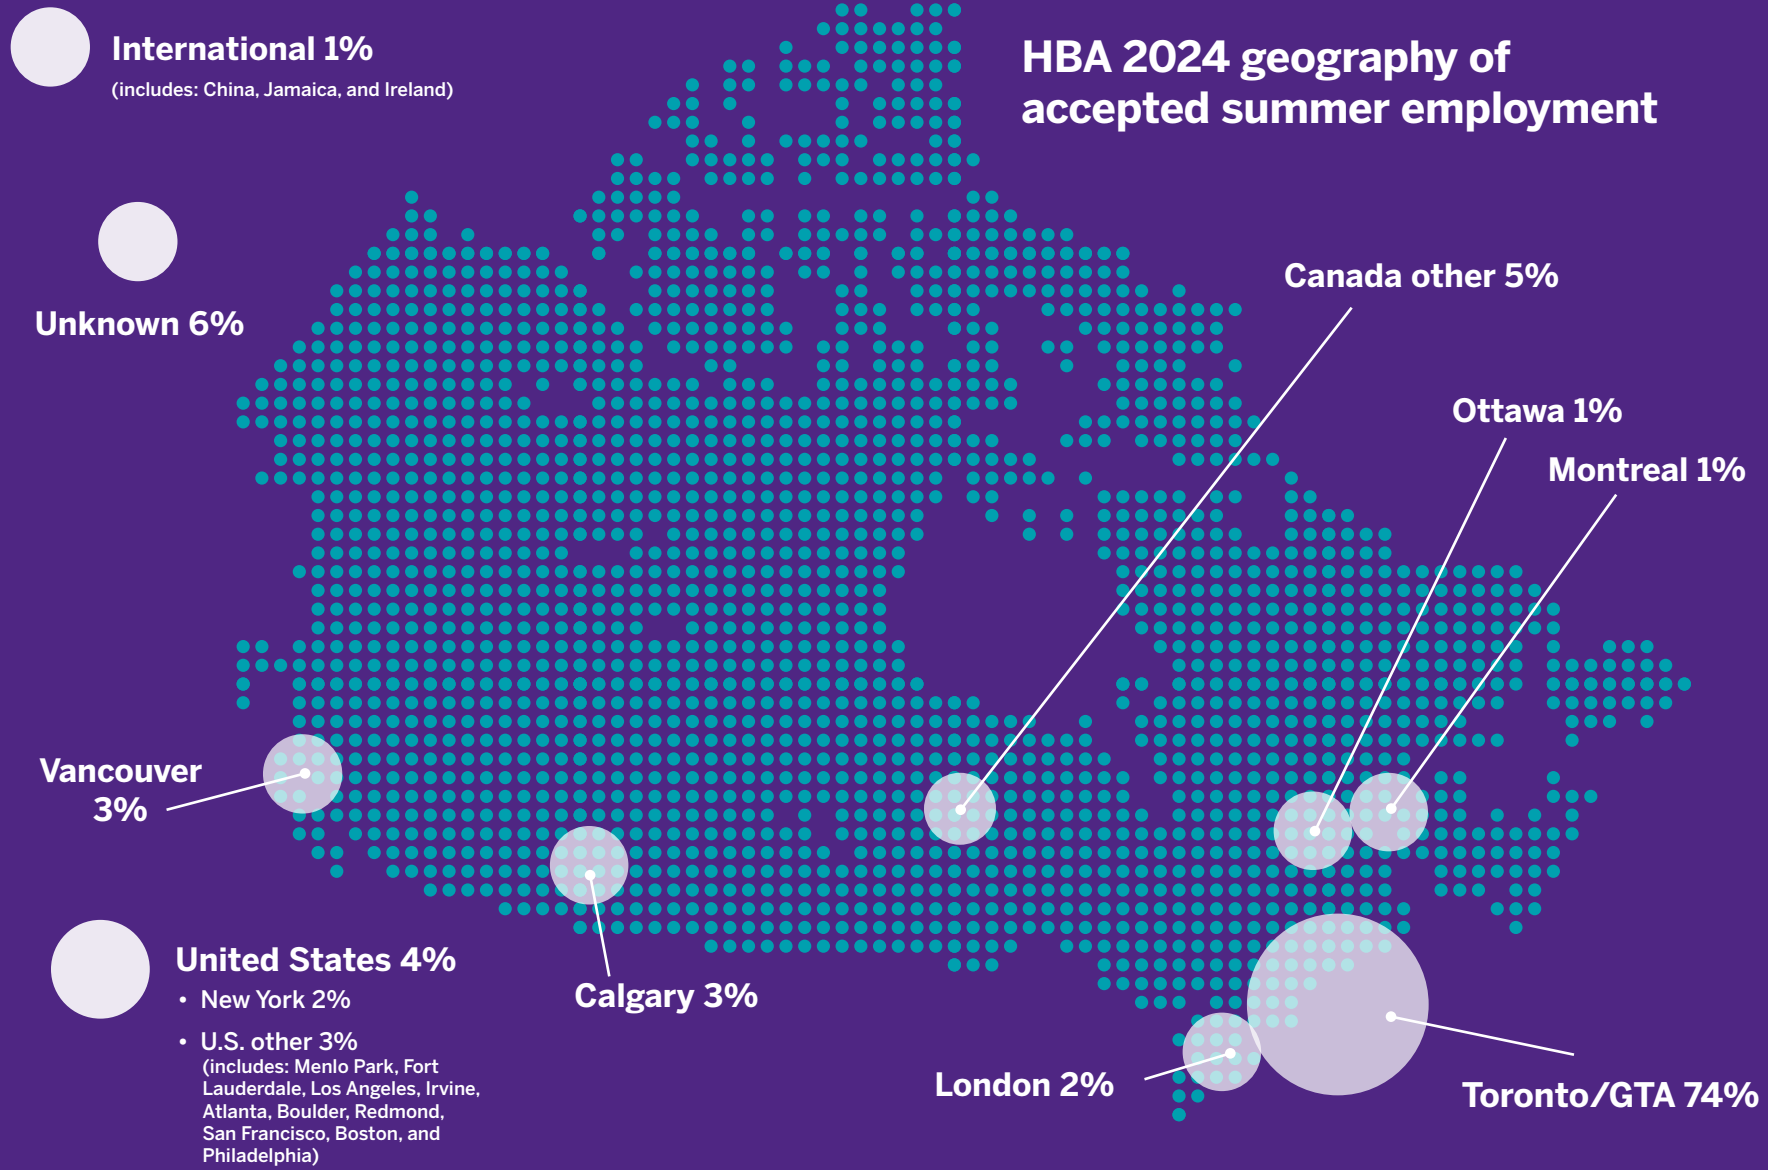 International 1%
(includes: China, Jamaica, and Ireland)
HBA 2024 geography of
accepted summer employment
Unknown 6%
Canada other 5%
Ottawa 1%
Montreal 1%
Vancouver
3%
United States 4%
• New York 2%
• U.S. other 3%
(includes: Menlo Park, Fort
Lauderdale, Los Angeles, Irvine,
Atlanta, Boulder, Redmond,
San Francisco, Boston, and
Philadelphia)
Calgary 3%
London 2%
Toronto/GTA 74%